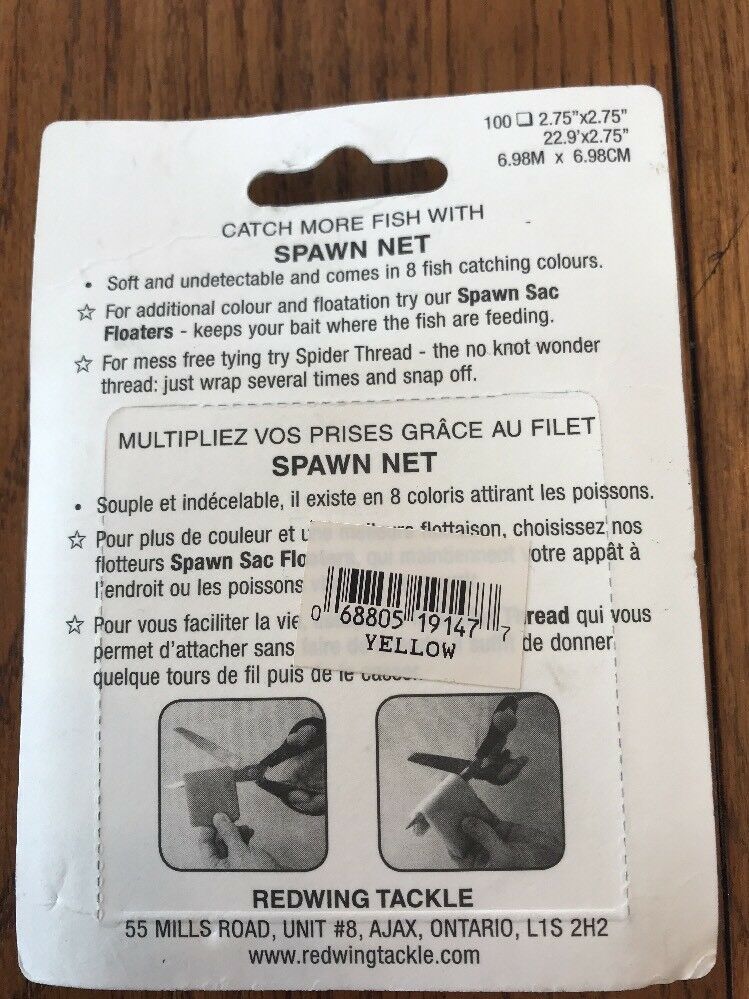 100 ❏ 2.75"x2.75"
22.9'x2.75"
6.98M x 6.98CM
CATCH MORE FISH WITH
SPAWN NET
• Soft and undetectable and comes in 8 fish catching colours.
☆ For additional colour and floatation try our Spawn Sac
Floaters - keeps your bait where the fish are feeding.
☆ For mess free tying try Spider Thread - the no knot wonder
thread: just wrap several times and snap off.
MULTIPLIEZ VOS PRISES GRÂCE AU FILET
SPAWN NET
• Souple et indécelable, il existe en 8 coloris attirant les poissons.
☆ Pour plus de couleur et une meilleure flottaison, choisissez nos
flotteurs Spawn Sac Floaters, qui maintiennent votre appât à
l'endroit ou les poissons
☆ Pour vous faciliter la vie Thread qui vous
permet d'attacher sans faire de de donner
quelque tours de fil puis de le casser.
0 68805 19147 7
YELLOW
REDWING TACKLE
55 MILLS ROAD, UNIT #8, AJAX, ONTARIO, L1S 2H2
www.redwingtackle.com